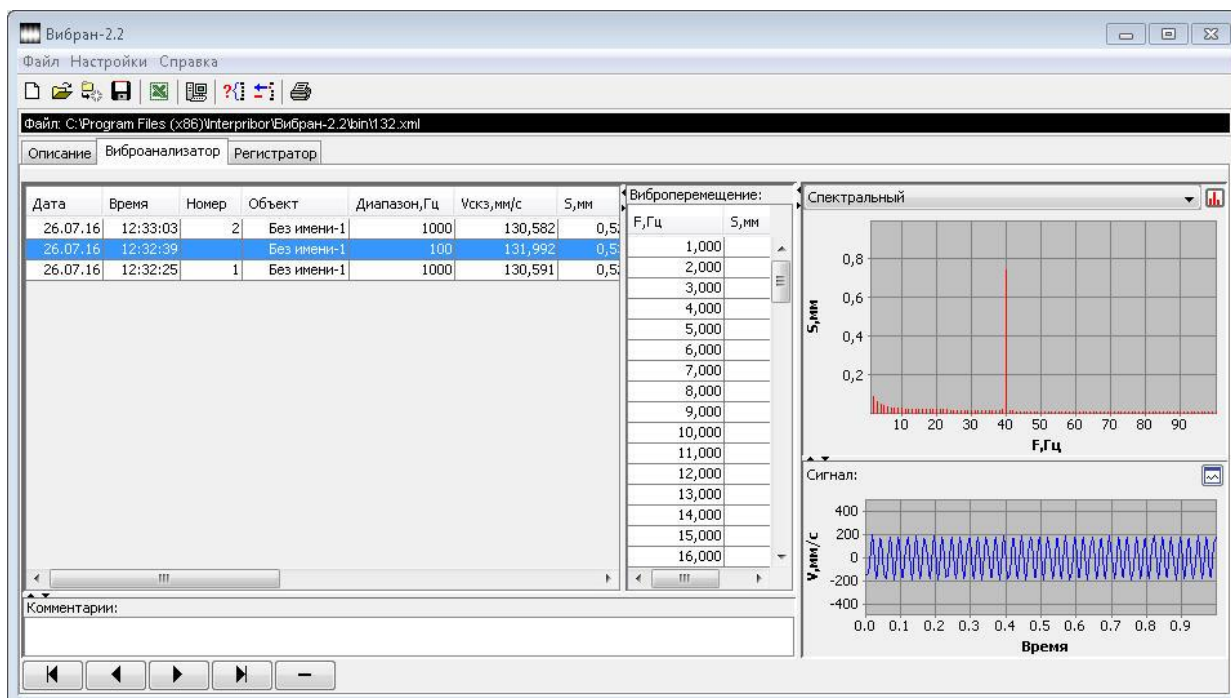 Вибран-2.2
Файл Настройки Справка
Файл: C:\Program Files (x86)\Interpribor\Вибран-2.2\bin\132.xml
Описание Виброанализатор Регистратор
Дата Время Номер Объект Диапазон,Гц Vскз,мм/с S,мм
26.07.16 12:33:03 2 Без имени-1 1000 130,582 0,52
26.07.16 12:32:39 Без имени-1 100 131,992 0,5
26.07.16 12:32:25 1 Без имени-1 1000 130,591 0,52
Виброперемещение:
F,Гц S,мм
1,000
2,000
3,000
4,000
5,000
6,000
7,000
8,000
9,000
10,000
11,000
12,000
13,000
14,000
15,000
16,000
Спектральный
S,мм
0,8
0,6
0,4
0,2
10 20 30 40 50 60 70 80 90
F,Гц
Сигнал:
V,мм/с
400
200
0
-200
-400
0.0 0.1 0.2 0.3 0.4 0.5 0.6 0.7 0.8 0.9
Время
Комментарии: